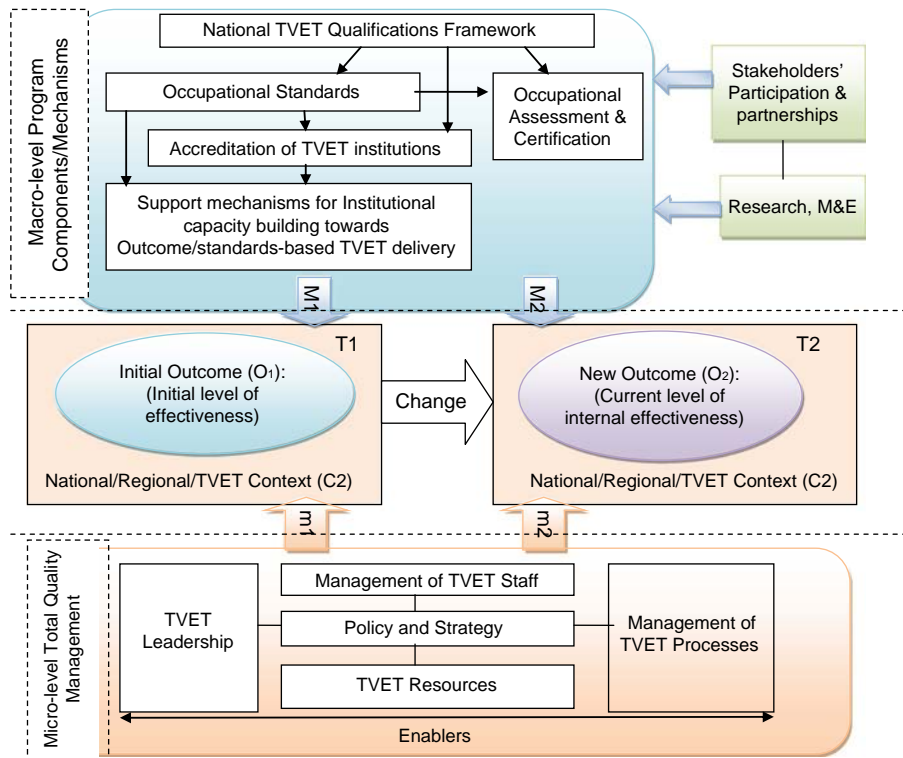 Macro-level Program
Components/Mechanisms
National TVET Qualifications Framework
Occupational Standards
Occupational
Assessment &
Certification
Accreditation of TVET institutions
Support mechanisms for Institutional
capacity building towards
Outcome/standards-based TVET delivery
Stakeholders'
Participation &
partnerships
Research, M&E
M1
M2
T1
Initial Outcome (O₁):
(Initial level of
effectiveness)
National/Regional/TVET Context (C2)
Change
T2
New Outcome (O₂):
(Current level of
internal effectiveness)
National/Regional/TVET Context (C2)
m1
m2
Micro-level Total Quality
Management
TVET
Leadership
Management of TVET Staff
Policy and Strategy
TVET Resources
Management of
TVET Processes
Enablers